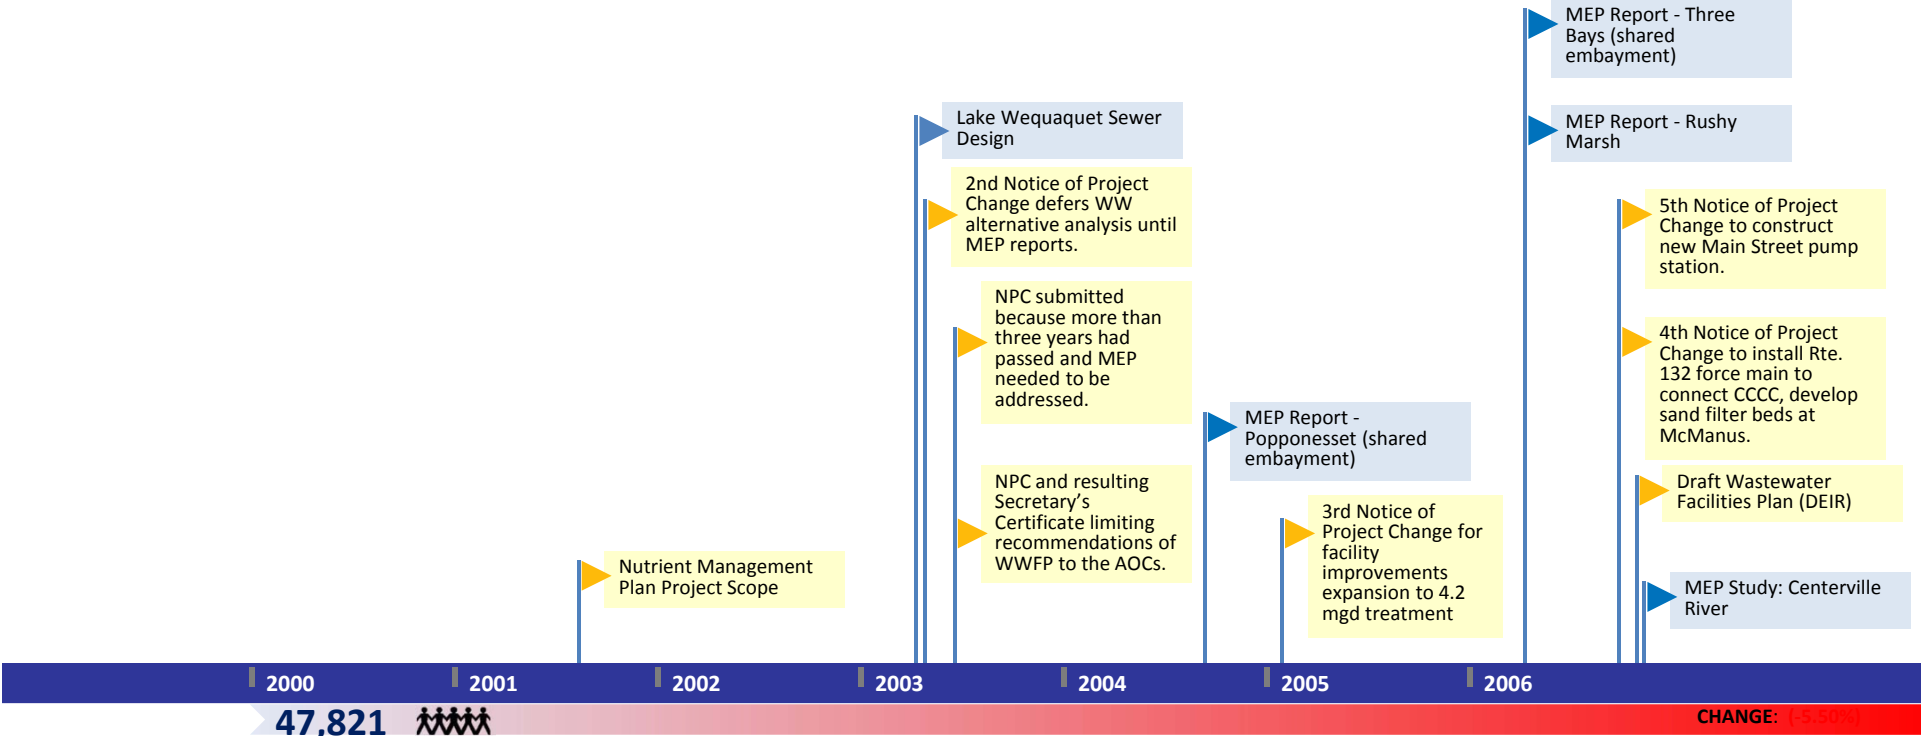 MEP Report - Three
Bays (shared
embayment)
Lake Wequaquet Sewer
Design
MEP Report - Rushy
Marsh
2nd Notice of Project
Change defers WW
alternative analysis until
MEP reports.
5th Notice of Project
Change to construct
new Main Street pump
station.
NPC submitted
because more than
three years had
passed and MEP
needed to be
addressed.
4th Notice of Project
Change to install Rte.
132 force main to
connect CCCC, develop
sand filter beds at
McManus.
MEP Report -
Popponesset (shared
embayment)
NPC and resulting
Secretary’s
Certificate limiting
recommendations of
WWFP to the AOCs.
Draft Wastewater
Facilities Plan (DEIR)
3rd Notice of
Project Change for
facility
improvements
expansion to 4.2
mgd treatment
Nutrient Management
Plan Project Scope
MEP Study: Centerville
River
2000 2001 2002 2003 2004 2005 2006
47,821
CHANGE: (-5.50%)